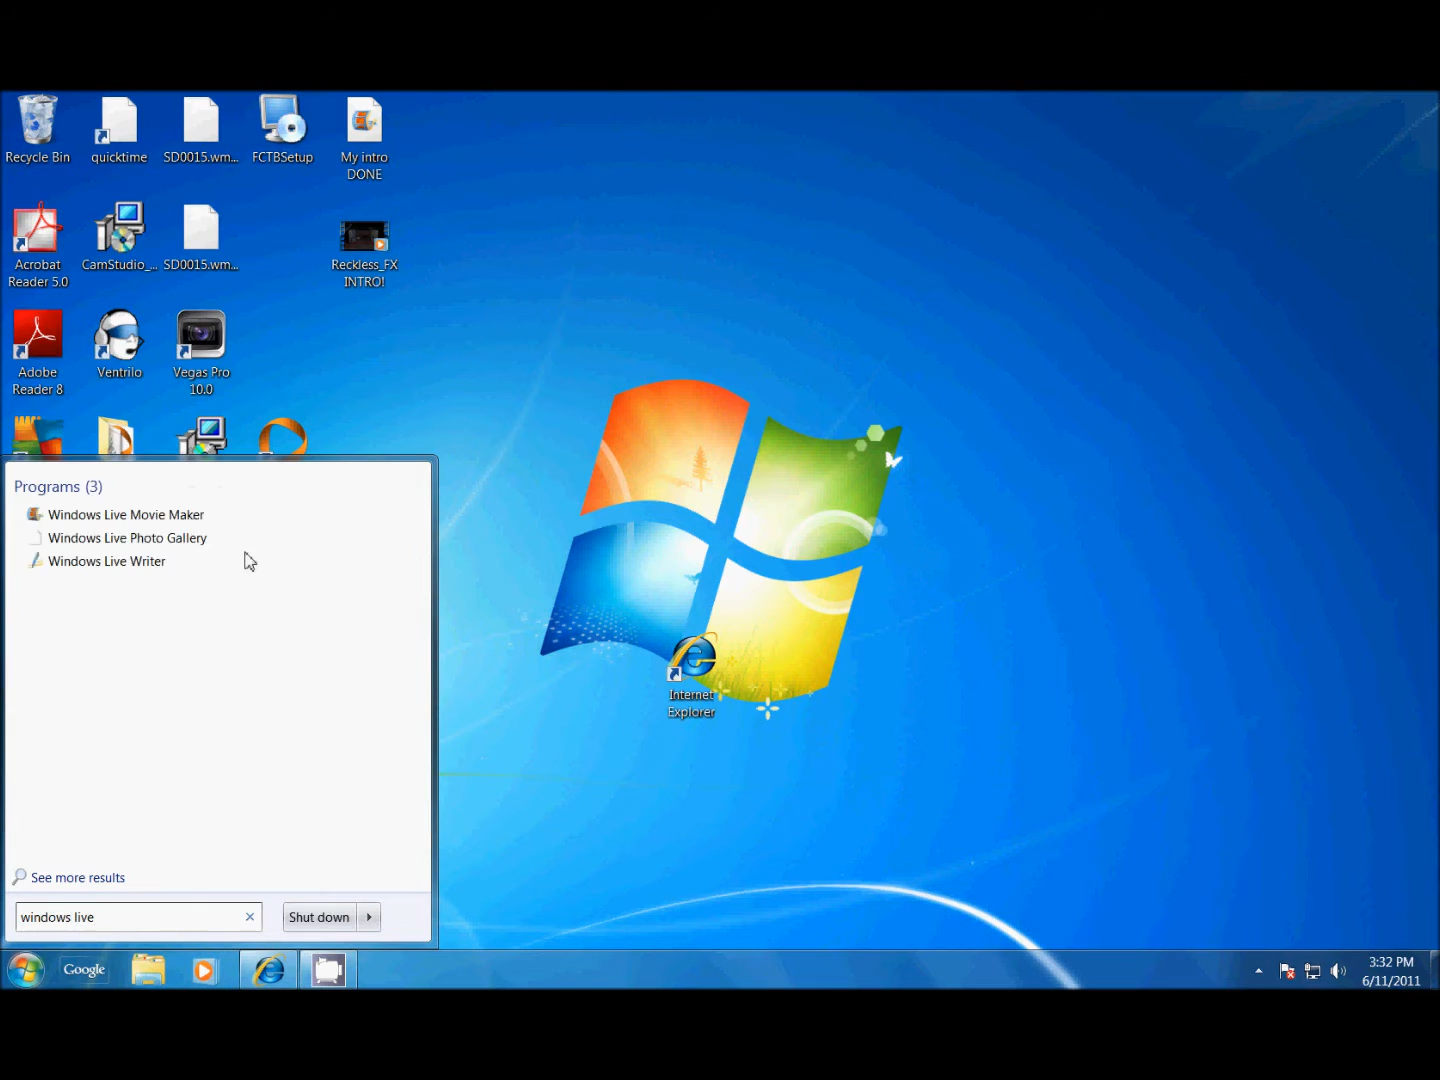 Recycle Bin
quicktime
SD0015.wm...
FCTBSetup
My intro
DONE
Acrobat
Reader 5.0
CamStudio_...
SD0015.wm...
Reckless_FX
INTRO!
Adobe
Reader 8
Ventrilo
Vegas Pro
10.0
Programs (3)
Windows Live Movie Maker
Windows Live Photo Gallery
Windows Live Writer
Internet
Explorer
See more results
windows live
Shut down
Google
3:32 PM
6/11/2011